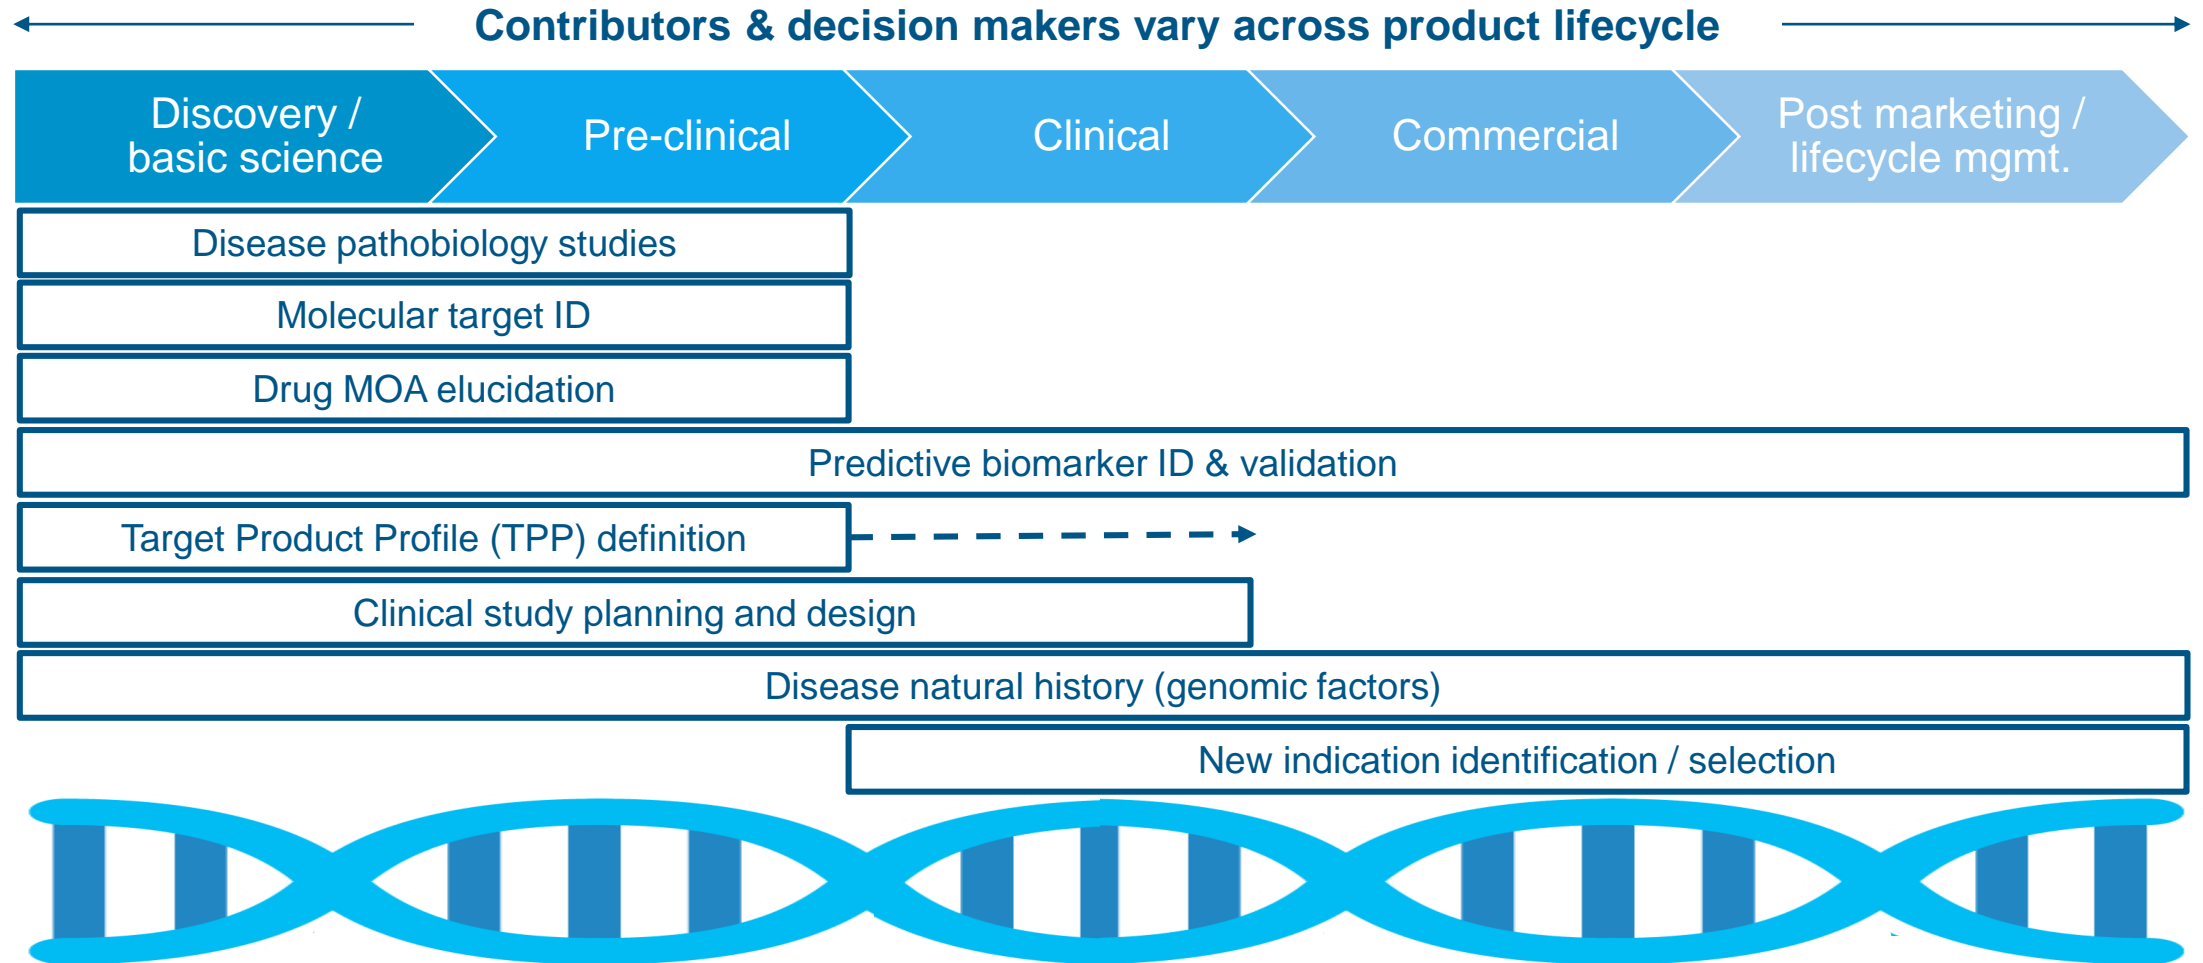 Contributors & decision makers vary across product lifecycle
Discovery /
basic science
Pre-clinical
Clinical
Commercial
Post marketing /
lifecycle mgmt.
Disease pathobiology studies
Molecular target ID
Drug MOA elucidation
Predictive biomarker ID & validation
Target Product Profile (TPP) definition
Clinical study planning and design
Disease natural history (genomic factors)
New indication identification / selection